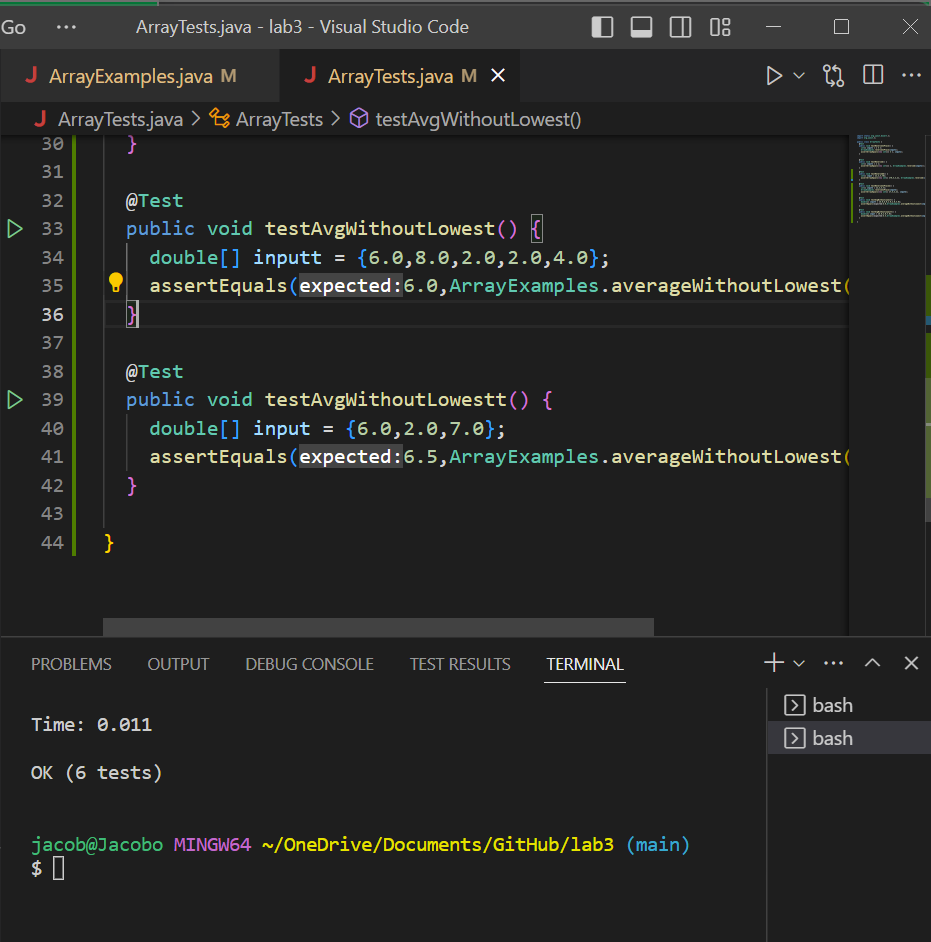 Go ··· ArrayTests.java - lab3 - Visual Studio Code
J ArrayExamples.java M J ArrayTests.java M
J ArrayTests.java > ArrayTests > testAvgWithoutLowest()
30 }
31
32 @Test
33 public void testAvgWithoutLowest() {
34 double[] inputt = {6.0,8.0,2.0,2.0,4.0};
35 assertEquals(expected:6.0,ArrayExamples.averageWithoutLowest(
36 }
37
38 @Test
39 public void testAvgWithoutLowestt() {
40 double[] input = {6.0,2.0,7.0};
41 assertEquals(expected:6.5,ArrayExamples.averageWithoutLowest(
42 }
43
44 }
PROBLEMS OUTPUT DEBUG CONSOLE TEST RESULTS TERMINAL
bash
bash
Time: 0.011
OK (6 tests)
jacob@Jacobo MINGW64 ~/OneDrive/Documents/GitHub/lab3 (main)
$